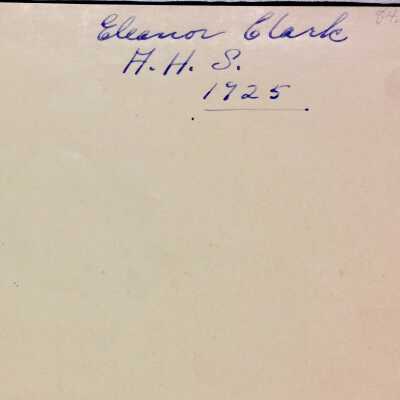 Eleanor Clark
A. H. S.
1925